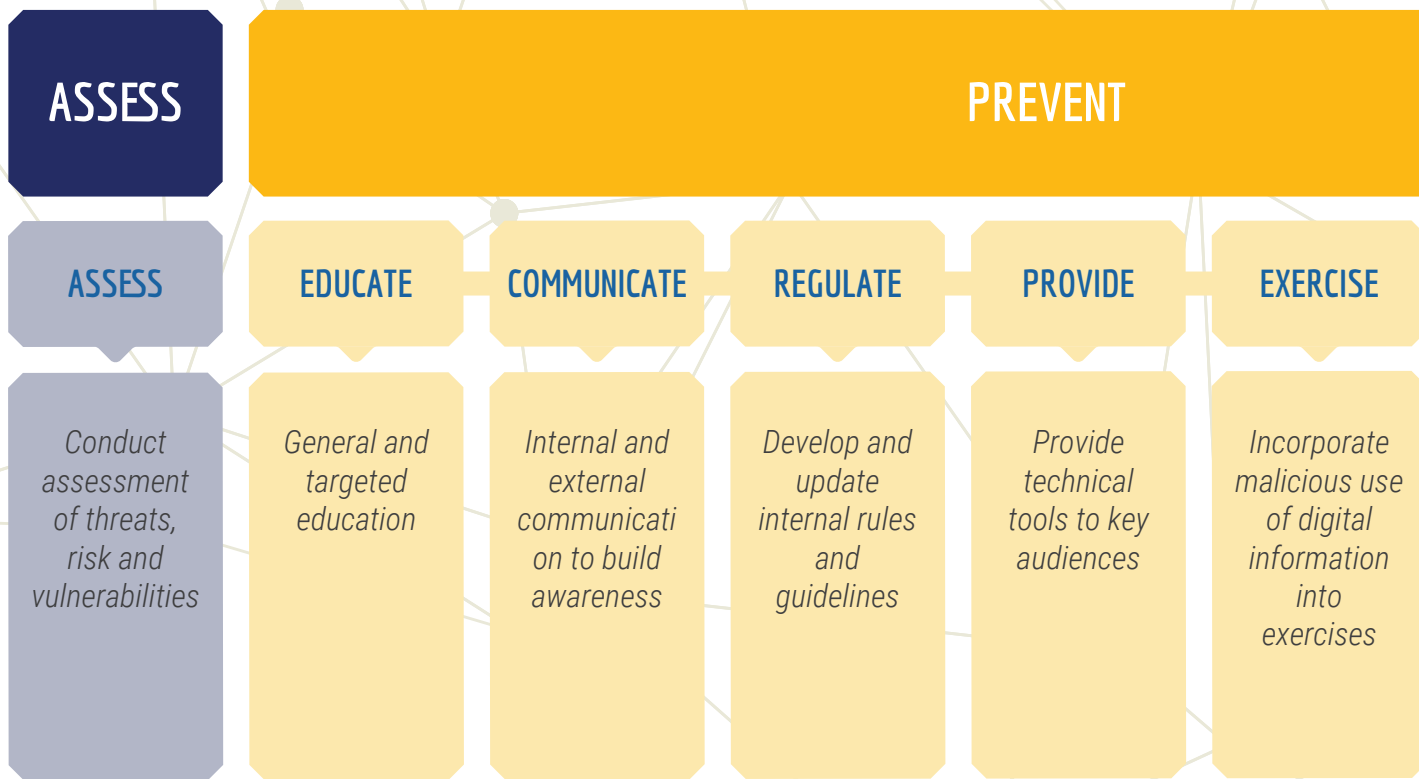 ASSESS
PREVENT
ASSESS
EDUCATE
COMMUNICATE
REGULATE
PROVIDE
EXERCISE
Conduct
assessment
of threats,
risk and
vulnerabilities
General and
targeted
education
Internal and
external
communicati
on to build
awareness
Develop and
update
internal rules
and
guidelines
Provide
technical
tools to key
audiences
Incorporate
malicious use
of digital
information
into
exercises